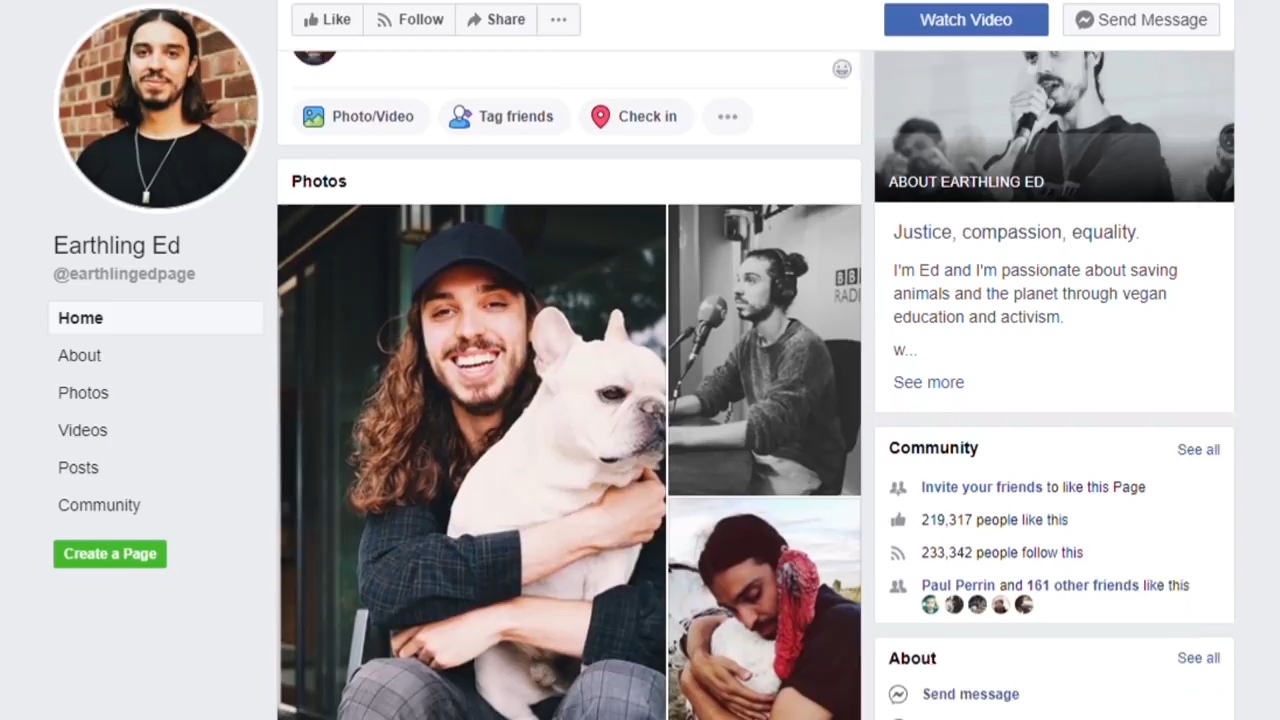 Like
Follow
Share
Watch Video
Send Message
Photo/Video
Tag friends
Check in
Photos
Earthling Ed
@earthlingedpage
Home
About
Photos
Videos
Posts
Community
Create a Page
BBC
ABOUT EARTHLING ED
Justice, compassion, equality.
I'm Ed and I'm passionate about saving
animals and the planet through vegan
education and activism.
w...
See more
Community
See all
Invite your friends to like this Page
219,317 people like this
233,342 people follow this
Paul Perrin and 161 other friends like this
About
See all
Send message